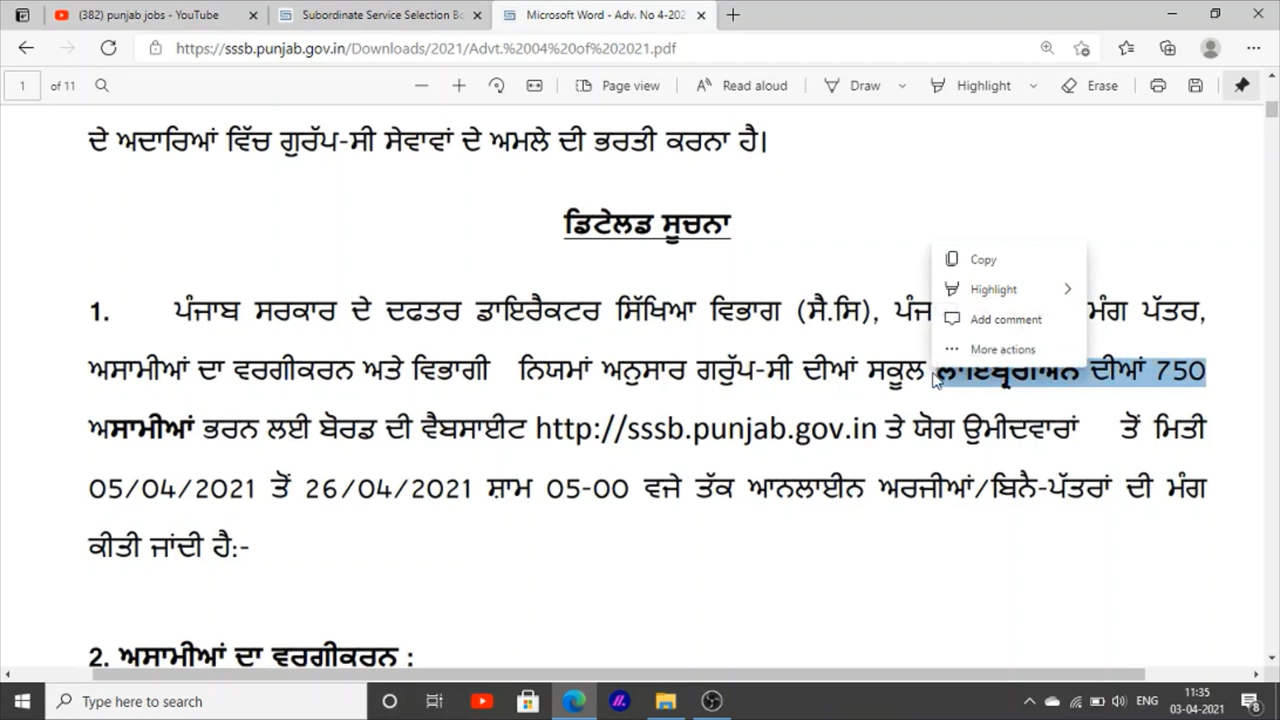 (382) punjab jobs - YouTube
Subordinate Service Selection Bo
Microsoft Word - Adv. No 4-202
https://sssb.punjab.gov.in/Downloads/2021/Advt.%2004%20of%202021.pdf
1 of 11
Page view
Read aloud
Draw
Highlight
Erase
ਦੇ ਅਦਾਰਿਆਂ ਵਿੱਚ ਗੁਰੱਪ-ਸੀ ਸੇਵਾਵਾਂ ਦੇ ਅਮਲੇ ਦੀ ਭਰਤੀ ਕਰਨਾ ਹੈ।
ਡਿਟੇਲਡ ਸੂਚਨਾ
Copy
Highlight
Add comment
More actions
1. ਪੰਜਾਬ ਸਰਕਾਰ ਦੇ ਦਫਤਰ ਡਾਇਰੈਕਟਰ ਸਿੱਖਿਆ ਵਿਭਾਗ (ਸੈ.ਸਿ), ਮੰਗ ਪੱਤਰ,
ਅਸਾਮੀਆਂ ਦਾ ਵਰਗੀਕਰਨ ਅਤੇ ਵਿਭਾਗੀ ਨਿਯਮਾਂ ਅਨੁਸਾਰ ਗਰੁੱਪ-ਸੀ ਦੀਆਂ ਸਕੂਲ ਲਾਇਬ੍ਰੇਰੀਅਨ ਦੀਆਂ 750
ਅਸਾਮੀਆਂ ਭਰਨ ਲਈ ਬੋਰਡ ਦੀ ਵੈਬਸਾਈਟ http://sssb.punjab.gov.in ਤੇ ਯੋਗ ਉਮੀਦਵਾਰਾਂ ਤੋਂ ਮਿਤੀ
05/04/2021 ਤੋਂ 26/04/2021 ਸ਼ਾਮ 05-00 ਵਜੇ ਤੱਕ ਆਨਲਾਈਨ ਅਰਜੀਆਂ/ਬਿਨੈ-ਪੱਤਰਾਂ ਦੀ ਮੰਗ
ਕੀਤੀ ਜਾਂਦੀ ਹੈ:-
2. ਅਸਾਮੀਆਂ ਦਾ ਵਰਗੀਕਰਨ :
Type here to search
ENG
11:35
03-04-2021
8